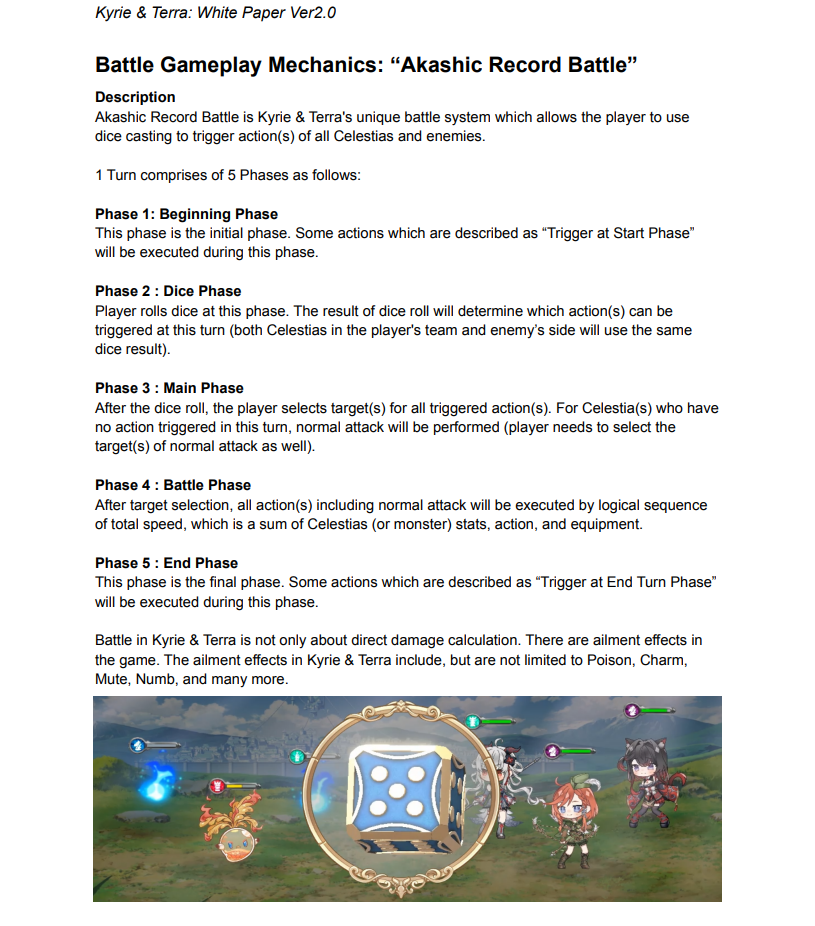 Kyrie & Terra: White Paper Ver2.0
Battle Gameplay Mechanics: “Akashic Record Battle”
Description
Akashic Record Battle is Kyrie & Terra's unique battle system which allows the player to use
dice casting to trigger action(s) of all Celestias and enemies.
1 Turn comprises of 5 Phases as follows:
Phase 1: Beginning Phase
This phase is the initial phase. Some actions which are described as “Trigger at Start Phase”
will be executed during this phase.
Phase 2 : Dice Phase
Player rolls dice at this phase. The result of dice roll will determine which action(s) can be
triggered at this turn (both Celestias in the player's team and enemy’s side will use the same
dice result).
Phase 3 : Main Phase
After the dice roll, the player selects target(s) for all triggered action(s). For Celestia(s) who have
no action triggered in this turn, normal attack will be performed (player needs to select the
target(s) of normal attack as well).
Phase 4 : Battle Phase
After target selection, all action(s) including normal attack will be executed by logical sequence
of total speed, which is a sum of Celestias (or monster) stats, action, and equipment.
Phase 5 : End Phase
This phase is the final phase. Some actions which are described as “Trigger at End Turn Phase”
will be executed during this phase.
Battle in Kyrie & Terra is not only about direct damage calculation. There are ailment effects in
the game. The ailment effects in Kyrie & Terra include, but are not limited to Poison, Charm,
Mute, Numb, and many more.